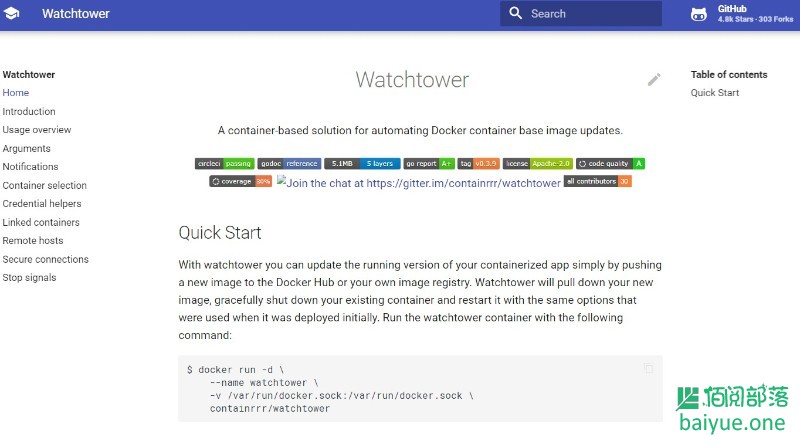 Watchtower
Search
GitHub
4.8k Stars · 303 Forks
Watchtower
Home
Introduction
Usage overview
Arguments
Notifications
Container selection
Credential helpers
Linked containers
Remote hosts
Secure connections
Stop signals
Watchtower
A container-based solution for automating Docker container base image updates.
circleci passing godoc reference 5.1MB 5 layers go report A+ tag v0.3.9 license Apache-2.0 code quality A
coverage 30% Join the chat at https://gitter.im/containrrr/watchtower all contributors 30
Quick Start
With watchtower you can update the running version of your containerized app simply by pushing
a new image to the Docker Hub or your own image registry. Watchtower will pull down your new
image, gracefully shut down your existing container and restart it with the same options that
were used when it was deployed initially. Run the watchtower container with the following
command:
$ docker run -d \
--name watchtower \
-v /var/run/docker.sock:/var/run/docker.sock \
containrrr/watchtower
Table of contents
Quick Start
佰阅部落
baiyue.one